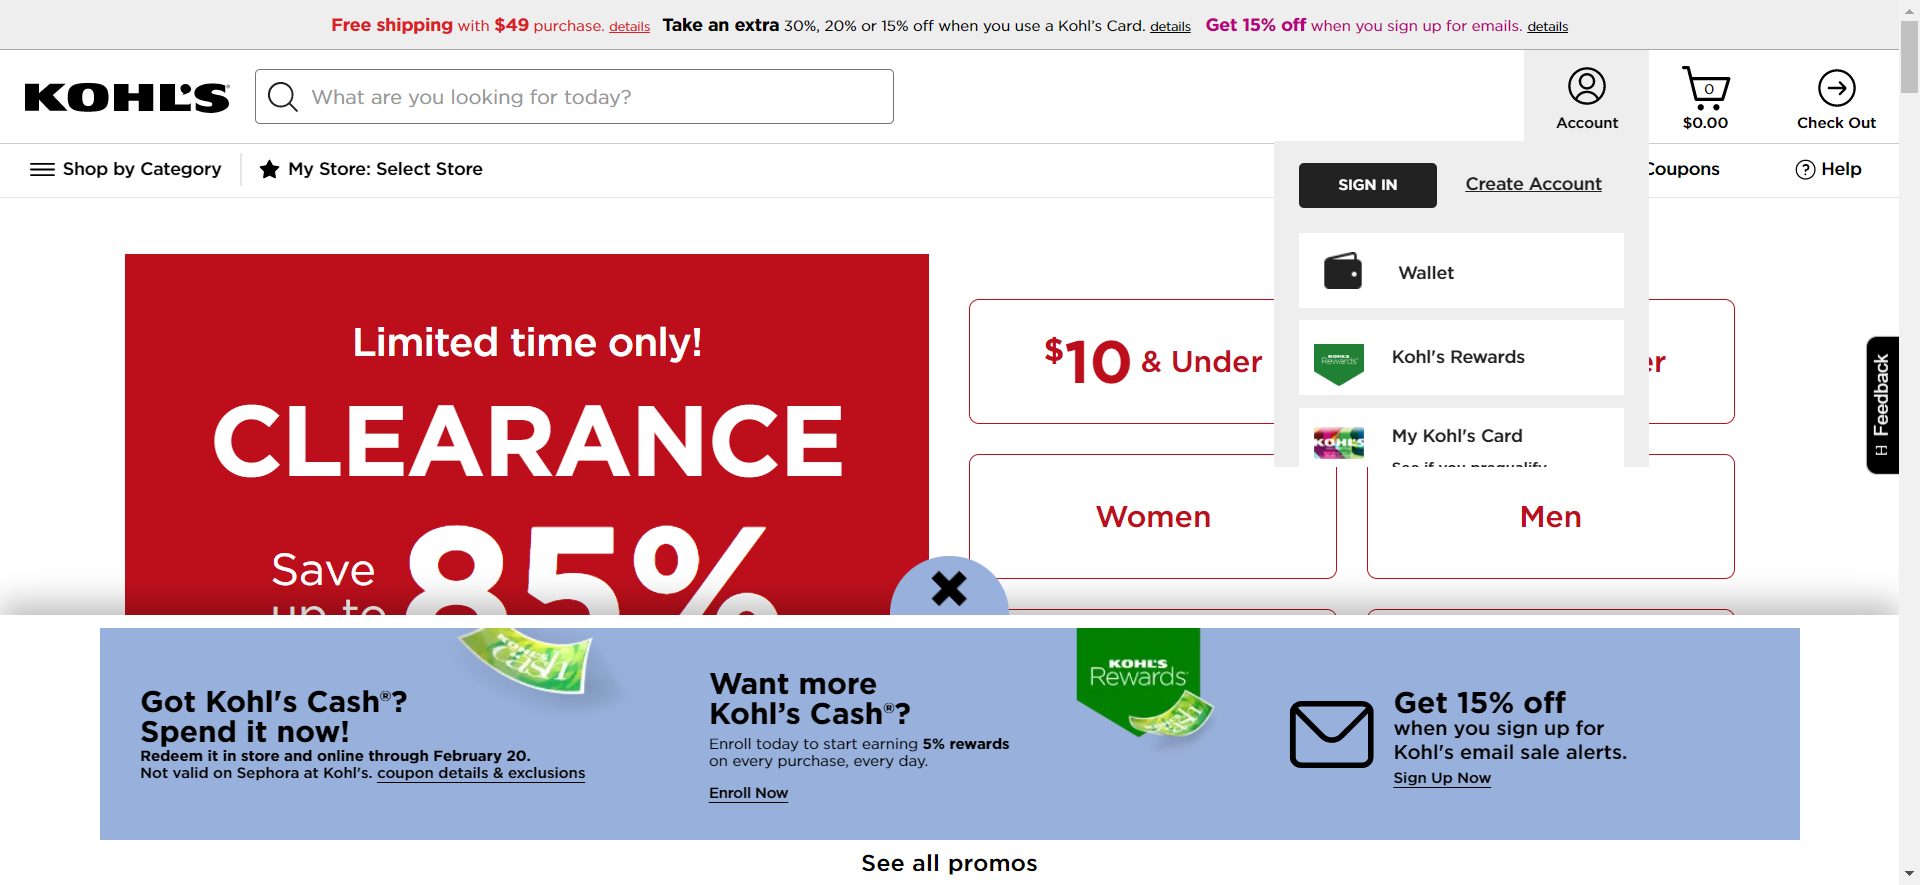 Free shipping with $49 purchase. details Take an extra 30%, 20% or 15% off when you use a Kohl's Card. details Get 15% off when you sign up for emails. details
KOHL'S
What are you looking for today?
Account
0
$0.00
Check Out
Shop by Category
My Store: Select Store
Coupons
Help
SIGN IN
Create Account
Wallet
KOHL'S
Rewards
Kohl's Rewards
KOHL'S
My Kohl's Card
See if you prequalify
Limited time only!
CLEARANCE
Save
up to
85%
$10 & Under
Women
Men
Feedback
KOHL'S
Cash
Got Kohl's Cash®?
Spend it now!
Redeem it in store and online through February 20.
Not valid on Sephora at Kohl's. coupon details & exclusions
Want more
Kohl's Cash®?
Enroll today to start earning 5% rewards
on every purchase, every day.
Enroll Now
KOHL'S
Rewards
Get 15% off
when you sign up for
Kohl's email sale alerts.
Sign Up Now
See all promos